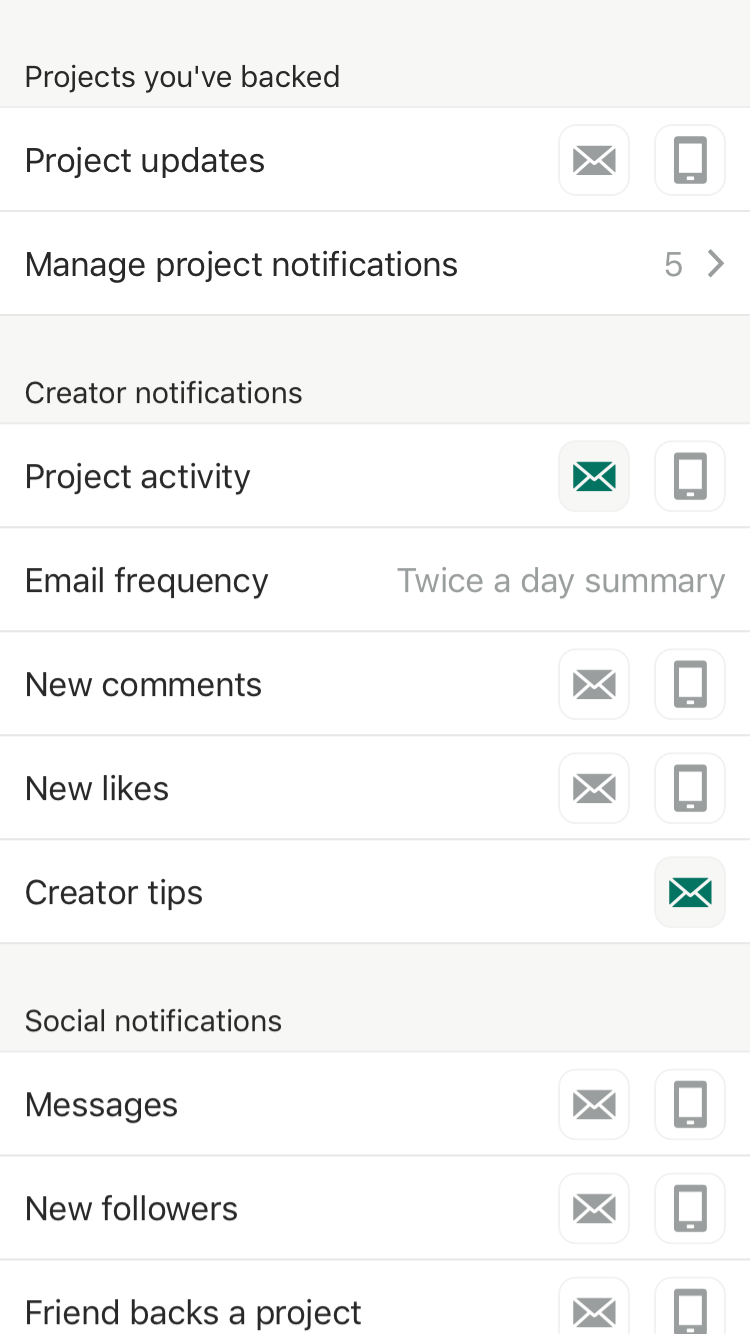 Projects you've backed
Project updates
Manage project notifications 5
Creator notifications
Project activity
Email frequency Twice a day summary
New comments
New likes
Creator tips
Social notifications
Messages
New followers
Friend backs a project